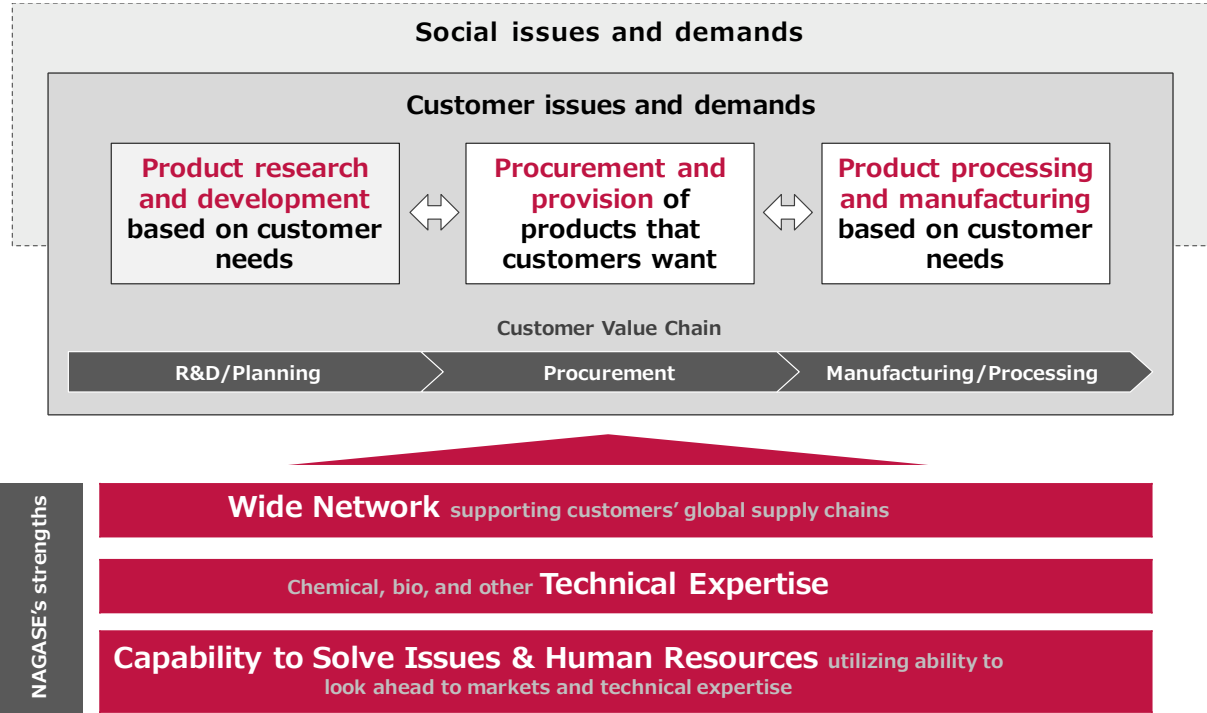 Social issues and demands
Customer issues and demands
Product research
and development
based on customer
needs
Procurement and
provision of
products that
customers want
Product processing
and manufacturing
based on customer
needs
Customer Value Chain
R&D/Planning
Procurement
Manufacturing/Processing
NAGASE’s strengths
Wide Network supporting customers’ global supply chains
Chemical, bio, and other Technical Expertise
Capability to Solve Issues & Human Resources utilizing ability to
look ahead to markets and technical expertise